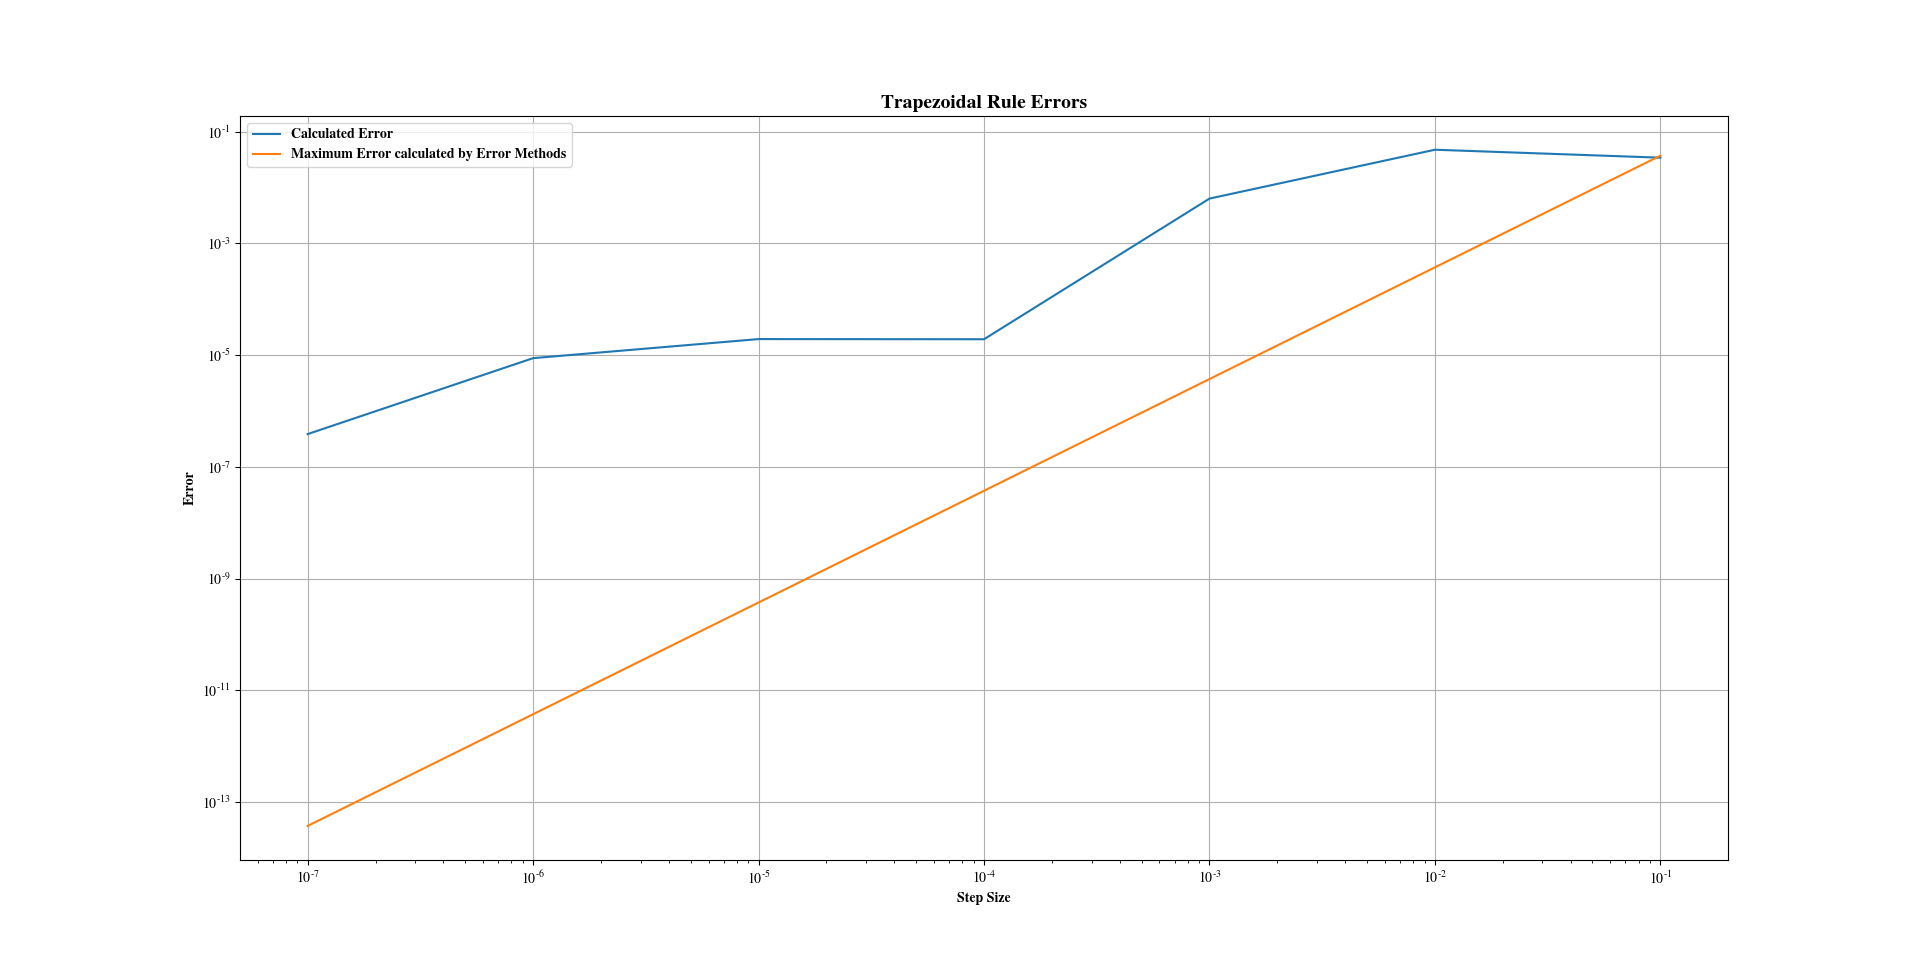 Trapezoidal Rule Errors
Calculated Error
Maximum Error calculated by Error Methods
10⁻¹
10⁻³
10⁻⁵
10⁻⁷
10⁻⁹
10⁻¹¹
10⁻¹³
Error
10⁻⁷ 10⁻⁶ 10⁻⁵ 10⁻⁴ 10⁻³ 10⁻² 10⁻¹
Step Size